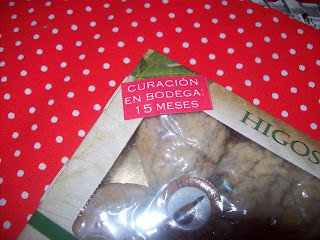 CURACIÓN
EN BODEGA:
15 MESES
HIGOS